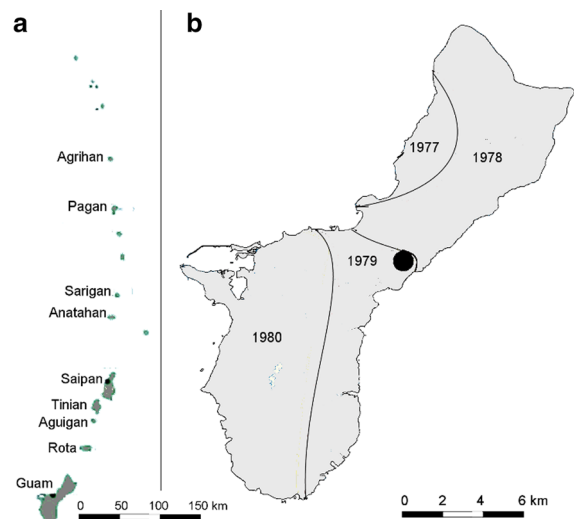 a
b
Agrihan
Pagan
Sarigan
Anatahan
Saipan
Tinian
Aguigan
Rota
Guam
0 50 100 150 km
1977
1978
1979
1980
0 2 4 6 km